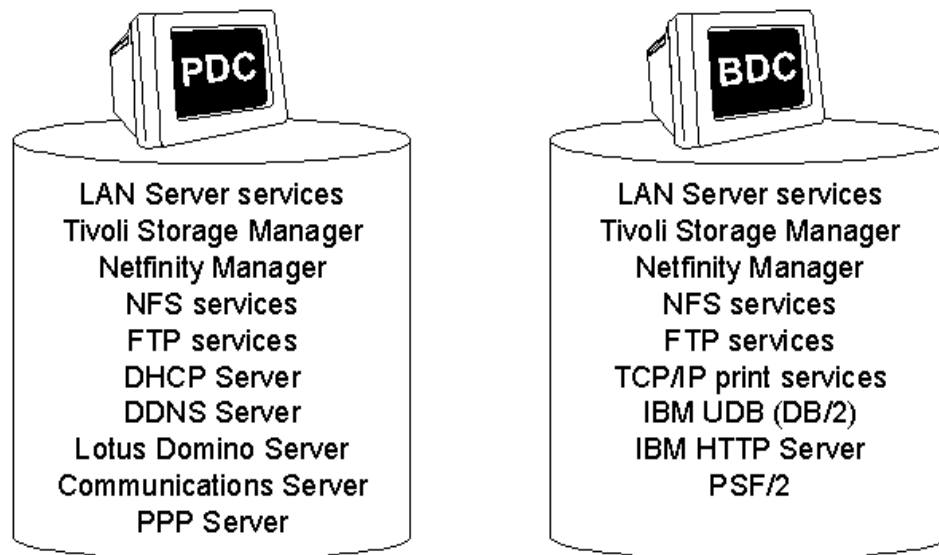 PDC
LAN Server services
Tivoli Storage Manager
Netfinity Manager
NFS services
FTP services
DHCP Server
DDNS Server
Lotus Domino Server
Communications Server
PPP Server
BDC
LAN Server services
Tivoli Storage Manager
Netfinity Manager
NFS services
FTP services
TCP/IP print services
IBM UDB (DB/2)
IBM HTTP Server
PSF/2